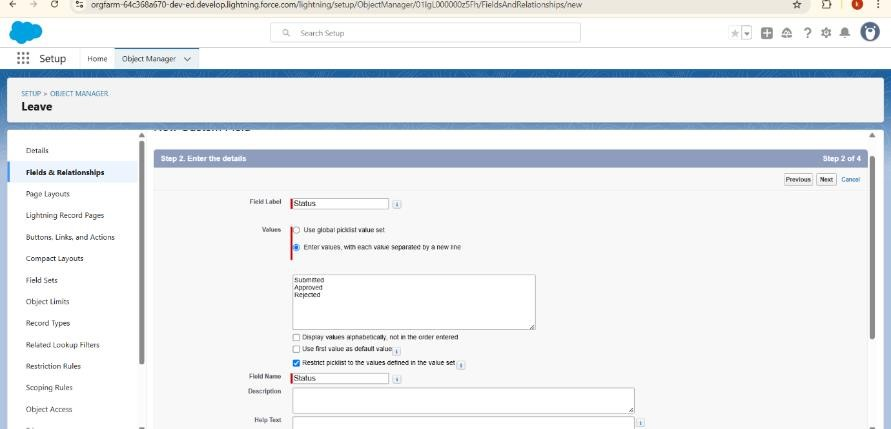 orgfarm-64c368a670-dev-ed.develop.lightning.force.com/lightning/setup/ObjectManager/01IgL000000z5Fh/FieldsAndRelationships/new
k
Search Setup
Setup
Home
Object Manager
SETUP > OBJECT MANAGER
Leave
Details
Fields & Relationships
Page Layouts
Lightning Record Pages
Buttons, Links, and Actions
Compact Layouts
Field Sets
Object Limits
Record Types
Related Lookup Filters
Restriction Rules
Scoping Rules
Object Access
Step 2. Enter the details
Step 2 of 4
Previous
Next
Cancel
Field Label
Status
Values
Use global picklist value set
Enter values, with each value separated by a new line
Submitted
Approved
Rejected
Display values alphabetically, not in the order entered
Use first value as default value
Restrict picklist to the values defined in the value set
Field Name
Status
Description
Help Text